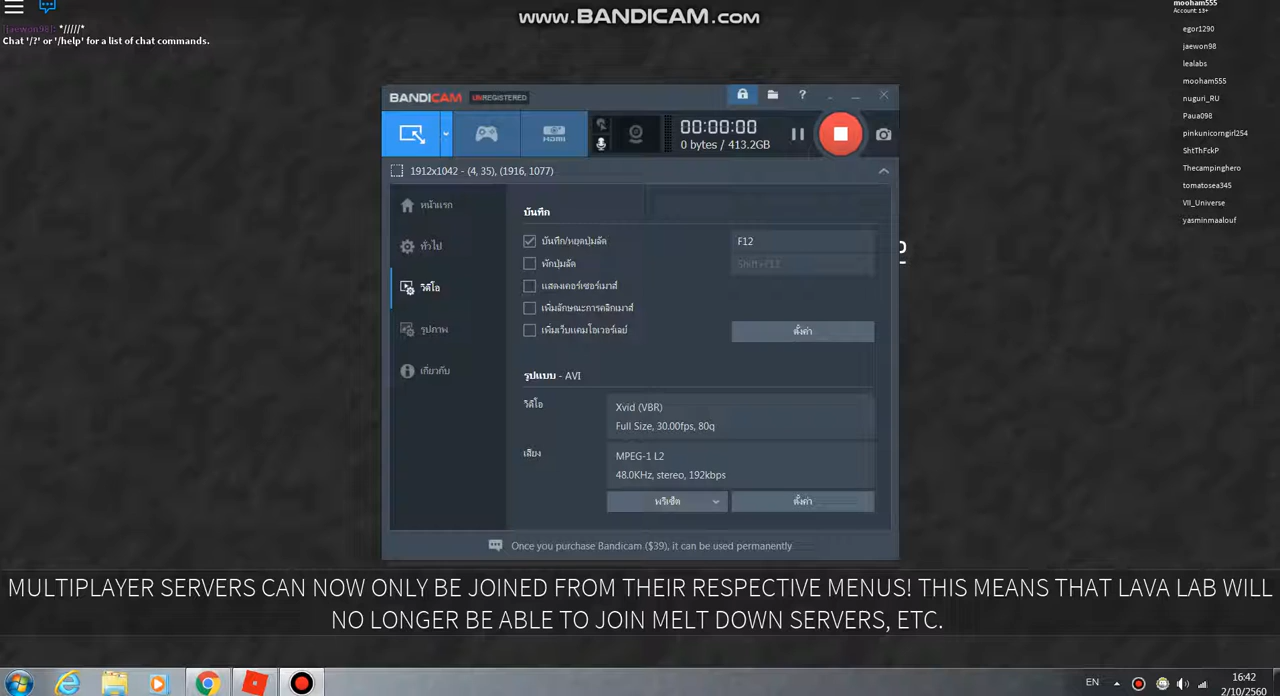 www.BANDICAM.com
mooham555
Account: 13+
[jaewon98]: *//////*
Chat '/?' or '/help' for a list of chat commands.
egor1290
jaewon98
lealabs
mooham555
nuguri_RU
Paua098
pinkunicorngirl254
ShtThFckP
Thecampinghero
tomatosea345
VII_Universe
yasminmaalouf
BANDICAM UNREGISTERED
HDMI
00:00:00
0 bytes / 413.2GB
1912x1042 - (4, 35), (1916, 1077)
หน้าแรก
ทั่วไป
วิดีโอ
รูปภาพ
เกี่ยวกับ
บันทึก
บันทึก/หยุดปุ่มลัด
F12
พักปุ่มลัด
Shift+F12
แสดงเคอร์เซอร์เมาส์
เพิ่มลักษณะการคลิกเมาส์
เพิ่มเว็บแคมโอเวอร์เลย์
ตั้งค่า
รูปแบบ - AVI
วิดีโอ
Xvid (VBR)
Full Size, 30.00fps, 80q
เสียง
MPEG-1 L2
48.0KHz, stereo, 192kbps
พรีเซ็ต
ตั้งค่า
Once you purchase Bandicam ($39), it can be used permanently
MULTIPLAYER SERVERS CAN NOW ONLY BE JOINED FROM THEIR RESPECTIVE MENUS! THIS MEANS THAT LAVA LAB WILL
NO LONGER BE ABLE TO JOIN MELT DOWN SERVERS, ETC.
EN
16:42
2/10/2560